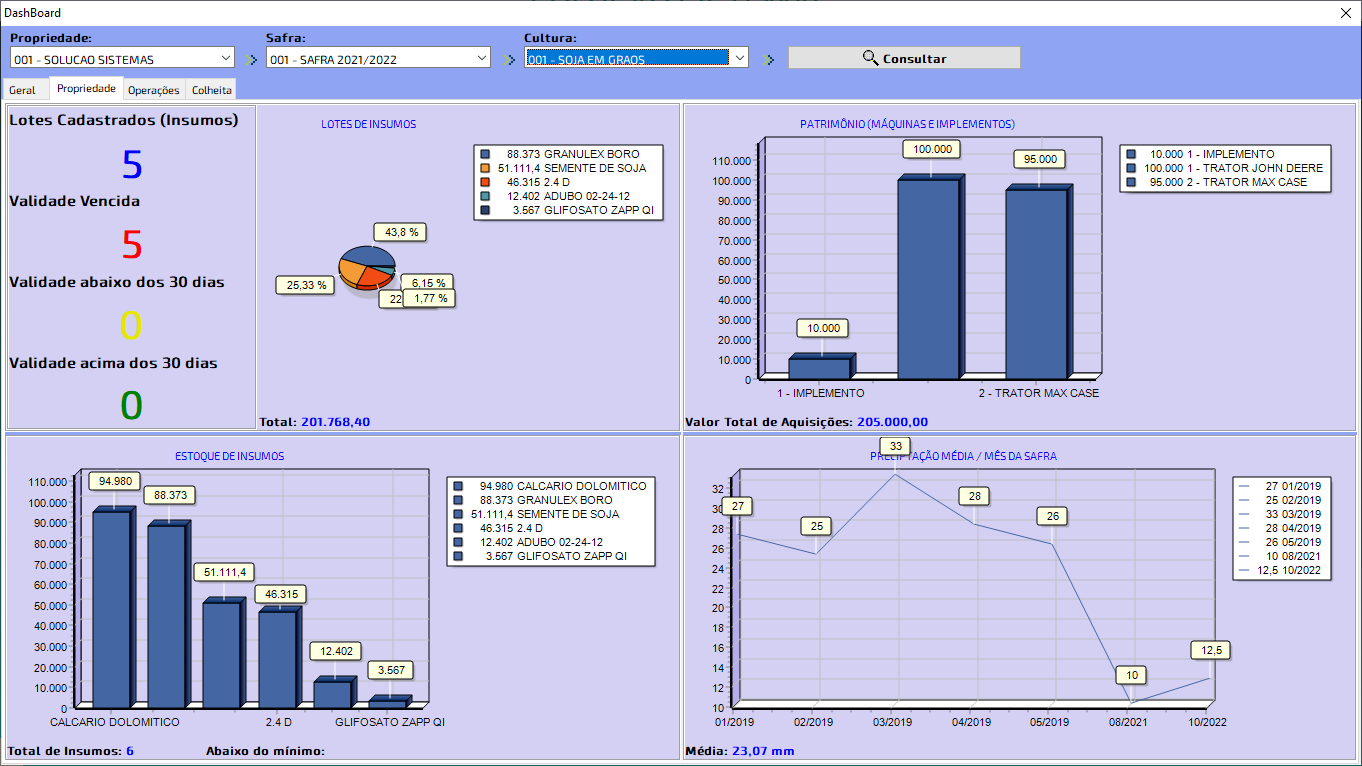 DashBoard
Propriedade: Safra: Cultura:
001 - SOLUCAO SISTEMAS 001 - SAFRA 2021/2022 001 - SOJA EM GRAOS Consultar
Geral Propriedade Operações Colheita
Lotes Cadastrados (Insumos)
5
Validade Vencida
5
Validade abaixo dos 30 dias
0
Validade acima dos 30 dias
0
LOTES DE INSUMOS
88.373 GRANULEX BORO
51.111,4 SEMENTE DE SOJA
46.315 2.4 D
12.402 ADUBO 02-24-12
3.567 GLIFOSATO ZAPP QI
43,8 %
25,33 %
6,15 %
22
1,77 %
Total: 201.768,40
PATRIMÔNIO (MÁQUINAS E IMPLEMENTOS)
110.000
100.000
90.000
80.000
70.000
60.000
50.000
40.000
30.000
20.000
10.000
0
10.000
100.000
95.000
1 - IMPLEMENTO 2 - TRATOR MAX CASE
10.000 1 - IMPLEMENTO
100.000 1 - TRATOR JOHN DEERE
95.000 2 - TRATOR MAX CASE
Valor Total de Aquisições: 205.000,00
ESTOQUE DE INSUMOS
110.000
100.000
90.000
80.000
70.000
60.000
50.000
40.000
30.000
20.000
10.000
0
94.980
88.373
51.111,4
46.315
12.402
3.567
CALCARIO DOLOMITICO 2.4 D GLIFOSATO ZAPP QI
94.980 CALCARIO DOLOMITICO
88.373 GRANULEX BORO
51.111,4 SEMENTE DE SOJA
46.315 2.4 D
12.402 ADUBO 02-24-12
3.567 GLIFOSATO ZAPP QI
Total de Insumos: 6 Abaixo do mínimo:
PRECIPTAÇÃO MÉDIA / MÊS DA SAFRA
32
30
28
26
24
22
20
18
16
14
12
10
27
25
33
28
26
10
12,5
01/2019 02/2019 03/2019 04/2019 05/2019 08/2021 10/2022
27 01/2019
25 02/2019
33 03/2019
28 04/2019
26 05/2019
10 08/2021
12,5 10/2022
Média: 23,07 mm